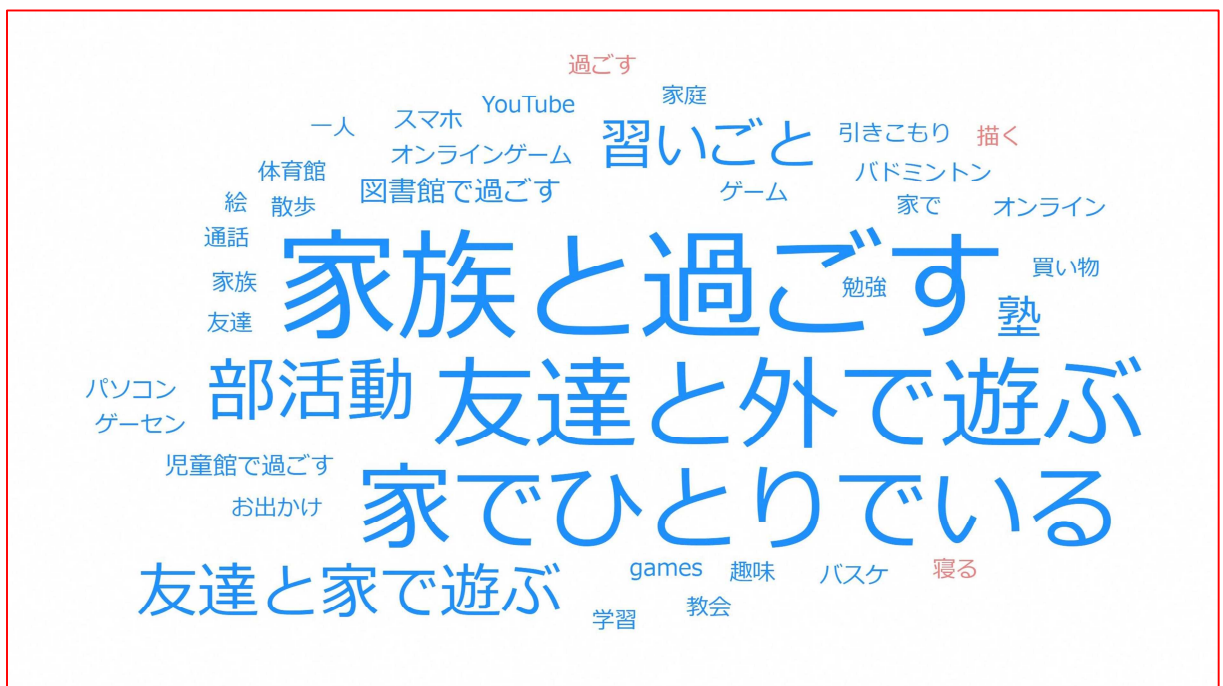 過ごす
YouTube
家庭
一人
スマホ
習いごと
引きこもり
描く
オンラインゲーム
体育館
図書館で過ごす
ゲーム
バドミントン
絵
散歩
家で
オンライン
通話
家族と過ごす
家族
勉強
買い物
友達
塾
部活動
友達と外で遊ぶ
パソコン
ゲーセン
児童館で過ごす
家でひとりでいる
お出かけ
友達と家で遊ぶ
games
趣味
バスケ
寝る
学習
教会